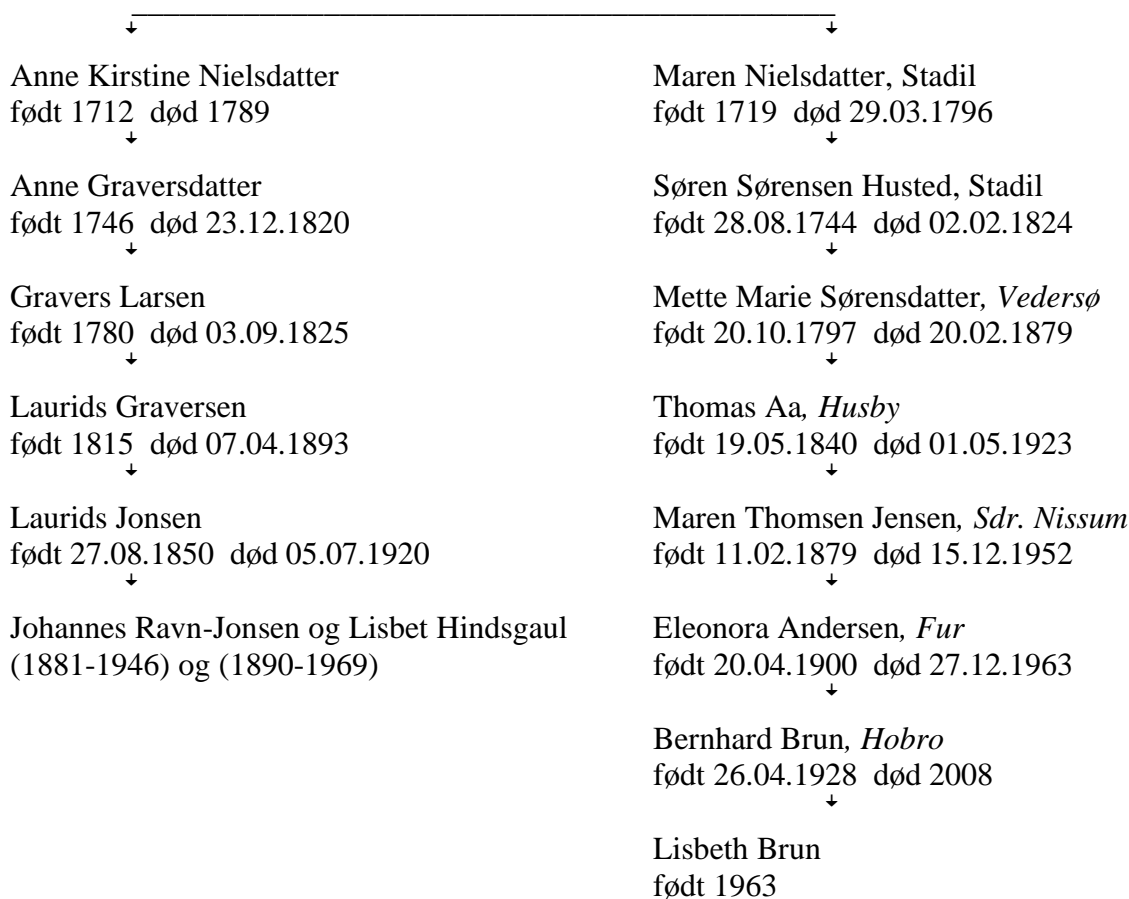 Anne Kirstine Nielsdatter
født 1712  død 1789
Anne Graversdatter
født 1746  død 23.12.1820
Gravers Larsen
født 1780  død 03.09.1825
Laurids Graversen
født 1815  død 07.04.1893
Laurids Jonsen
født 27.08.1850  død 05.07.1920
Johannes Ravn-Jonsen og Lisbet Hindsgaul
(1881-1946) og (1890-1969)
Maren Nielsdatter, Stadil
født 1719  død 29.03.1796
Søren Sørensen Husted, Stadil
født 28.08.1744  død 02.02.1824
Mette Marie Sørensdatter, Vedersø
født 20.10.1797  død 20.02.1879
Thomas Aa, Husby
født 19.05.1840  død 01.05.1923
Maren Thomsen Jensen, Sdr. Nissum
født 11.02.1879  død 15.12.1952
Eleonora Andersen, Fur
født 20.04.1900  død 27.12.1963
Bernhard Brun, Hobro
født 26.04.1928  død 2008
Lisbeth Brun
født 1963